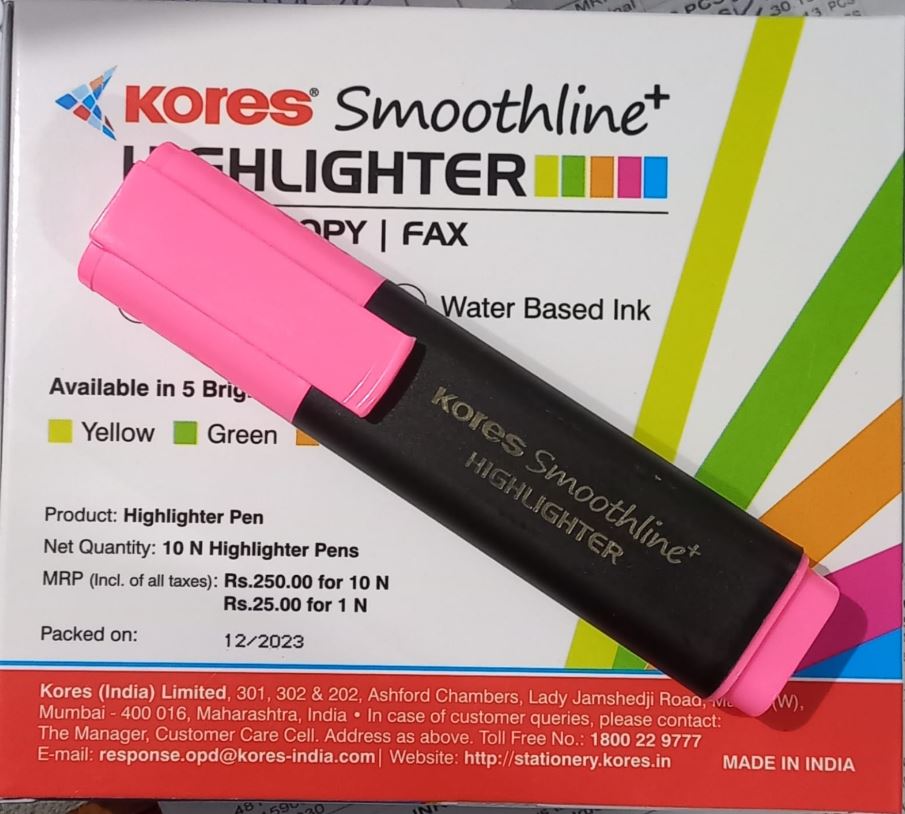 Kores® Smoothline+
HIGHLIGHTER
| FAX
Water Based Ink
Available in 5
Yellow Green
Product: Highlighter Pen
Net Quantity: 10 N Highlighter Pens
MRP (Incl. of all taxes): Rs.250.00 for 10 N
Rs.25.00 for 1 N
Packed on: 12/2023
Kores (India) Limited, 301, 302 & 202, Ashford Chambers, Lady Jamshedji Road, (W),
Mumbai - 400 016, Maharashtra, India • In case of customer queries, please contact:
The Manager, Customer Care Cell. Address as above. Toll Free No.: 1800 22 9777
E-mail: response.opd@kores-india.com | Website: http://stationery.kores.in
MADE IN INDIA
Kores Smoothline+
HIGHLIGHTER